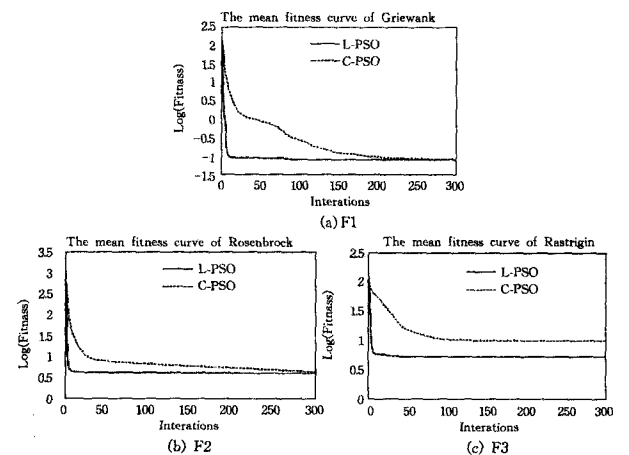 The mean fitness curve of Griewank
2.5
2
1.5
1
0.5
0
-0.5
-1
-1.5
Log(Fitnass)
L-PSO
C-PSO
0 50 100 150 200 250 300
Interations
(a) F1
The mean fitness curve of Rosenbrock
3.5
3
2.5
2
1.5
1
0.5
0
Log(Fitnass)
L-PSO
C-PSO
0 50 100 150 200 250 300
Interations
(b) F2
The mean fitness curve of Rastrigin
2.5
2
1.5
1
0.5
0
Log(Fitnass)
L-PSO
C-PSO
0 50 100 150 200 250 300
Interations
(c) F3